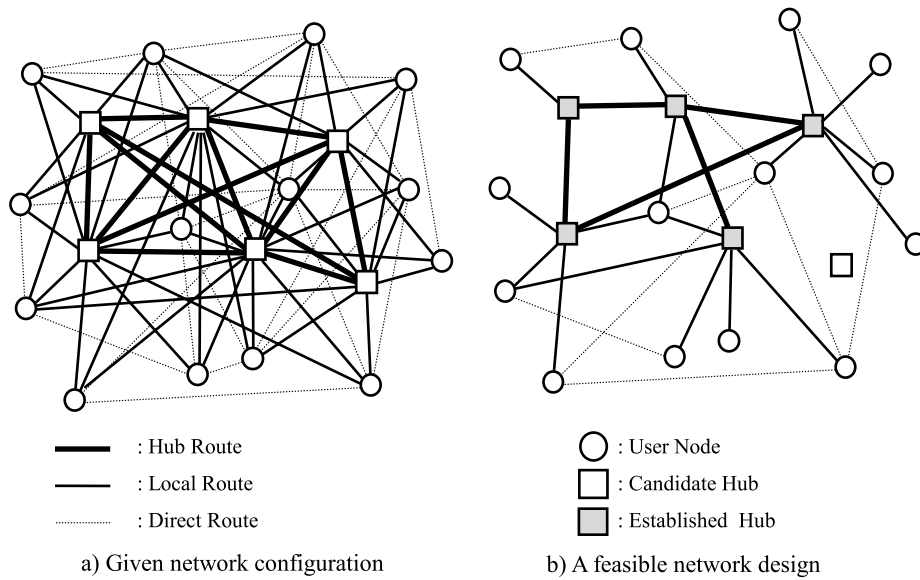 : Hub Route
: Local Route
: Direct Route
: User Node
: Candidate Hub
: Established Hub
a) Given network configuration
b) A feasible network design